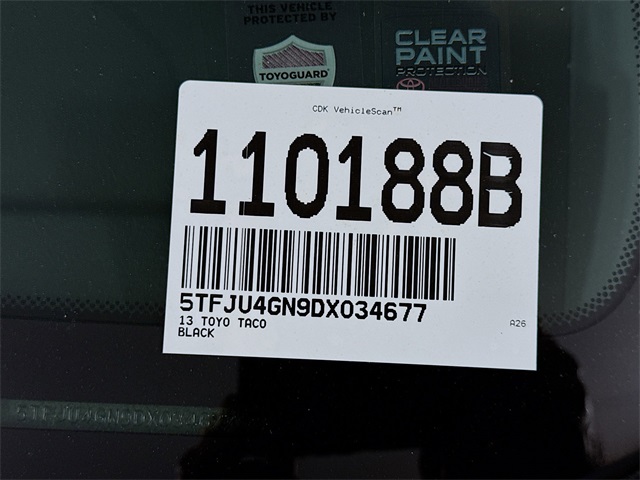 THIS VEHICLE
PROTECTED BY
TOYOGUARD
CLEAR
PAINT
PROTECTION
CDK VehicleScan™
110188B
5TFJU4GN9DX034677
13 TOYO TACO
BLACK
A26